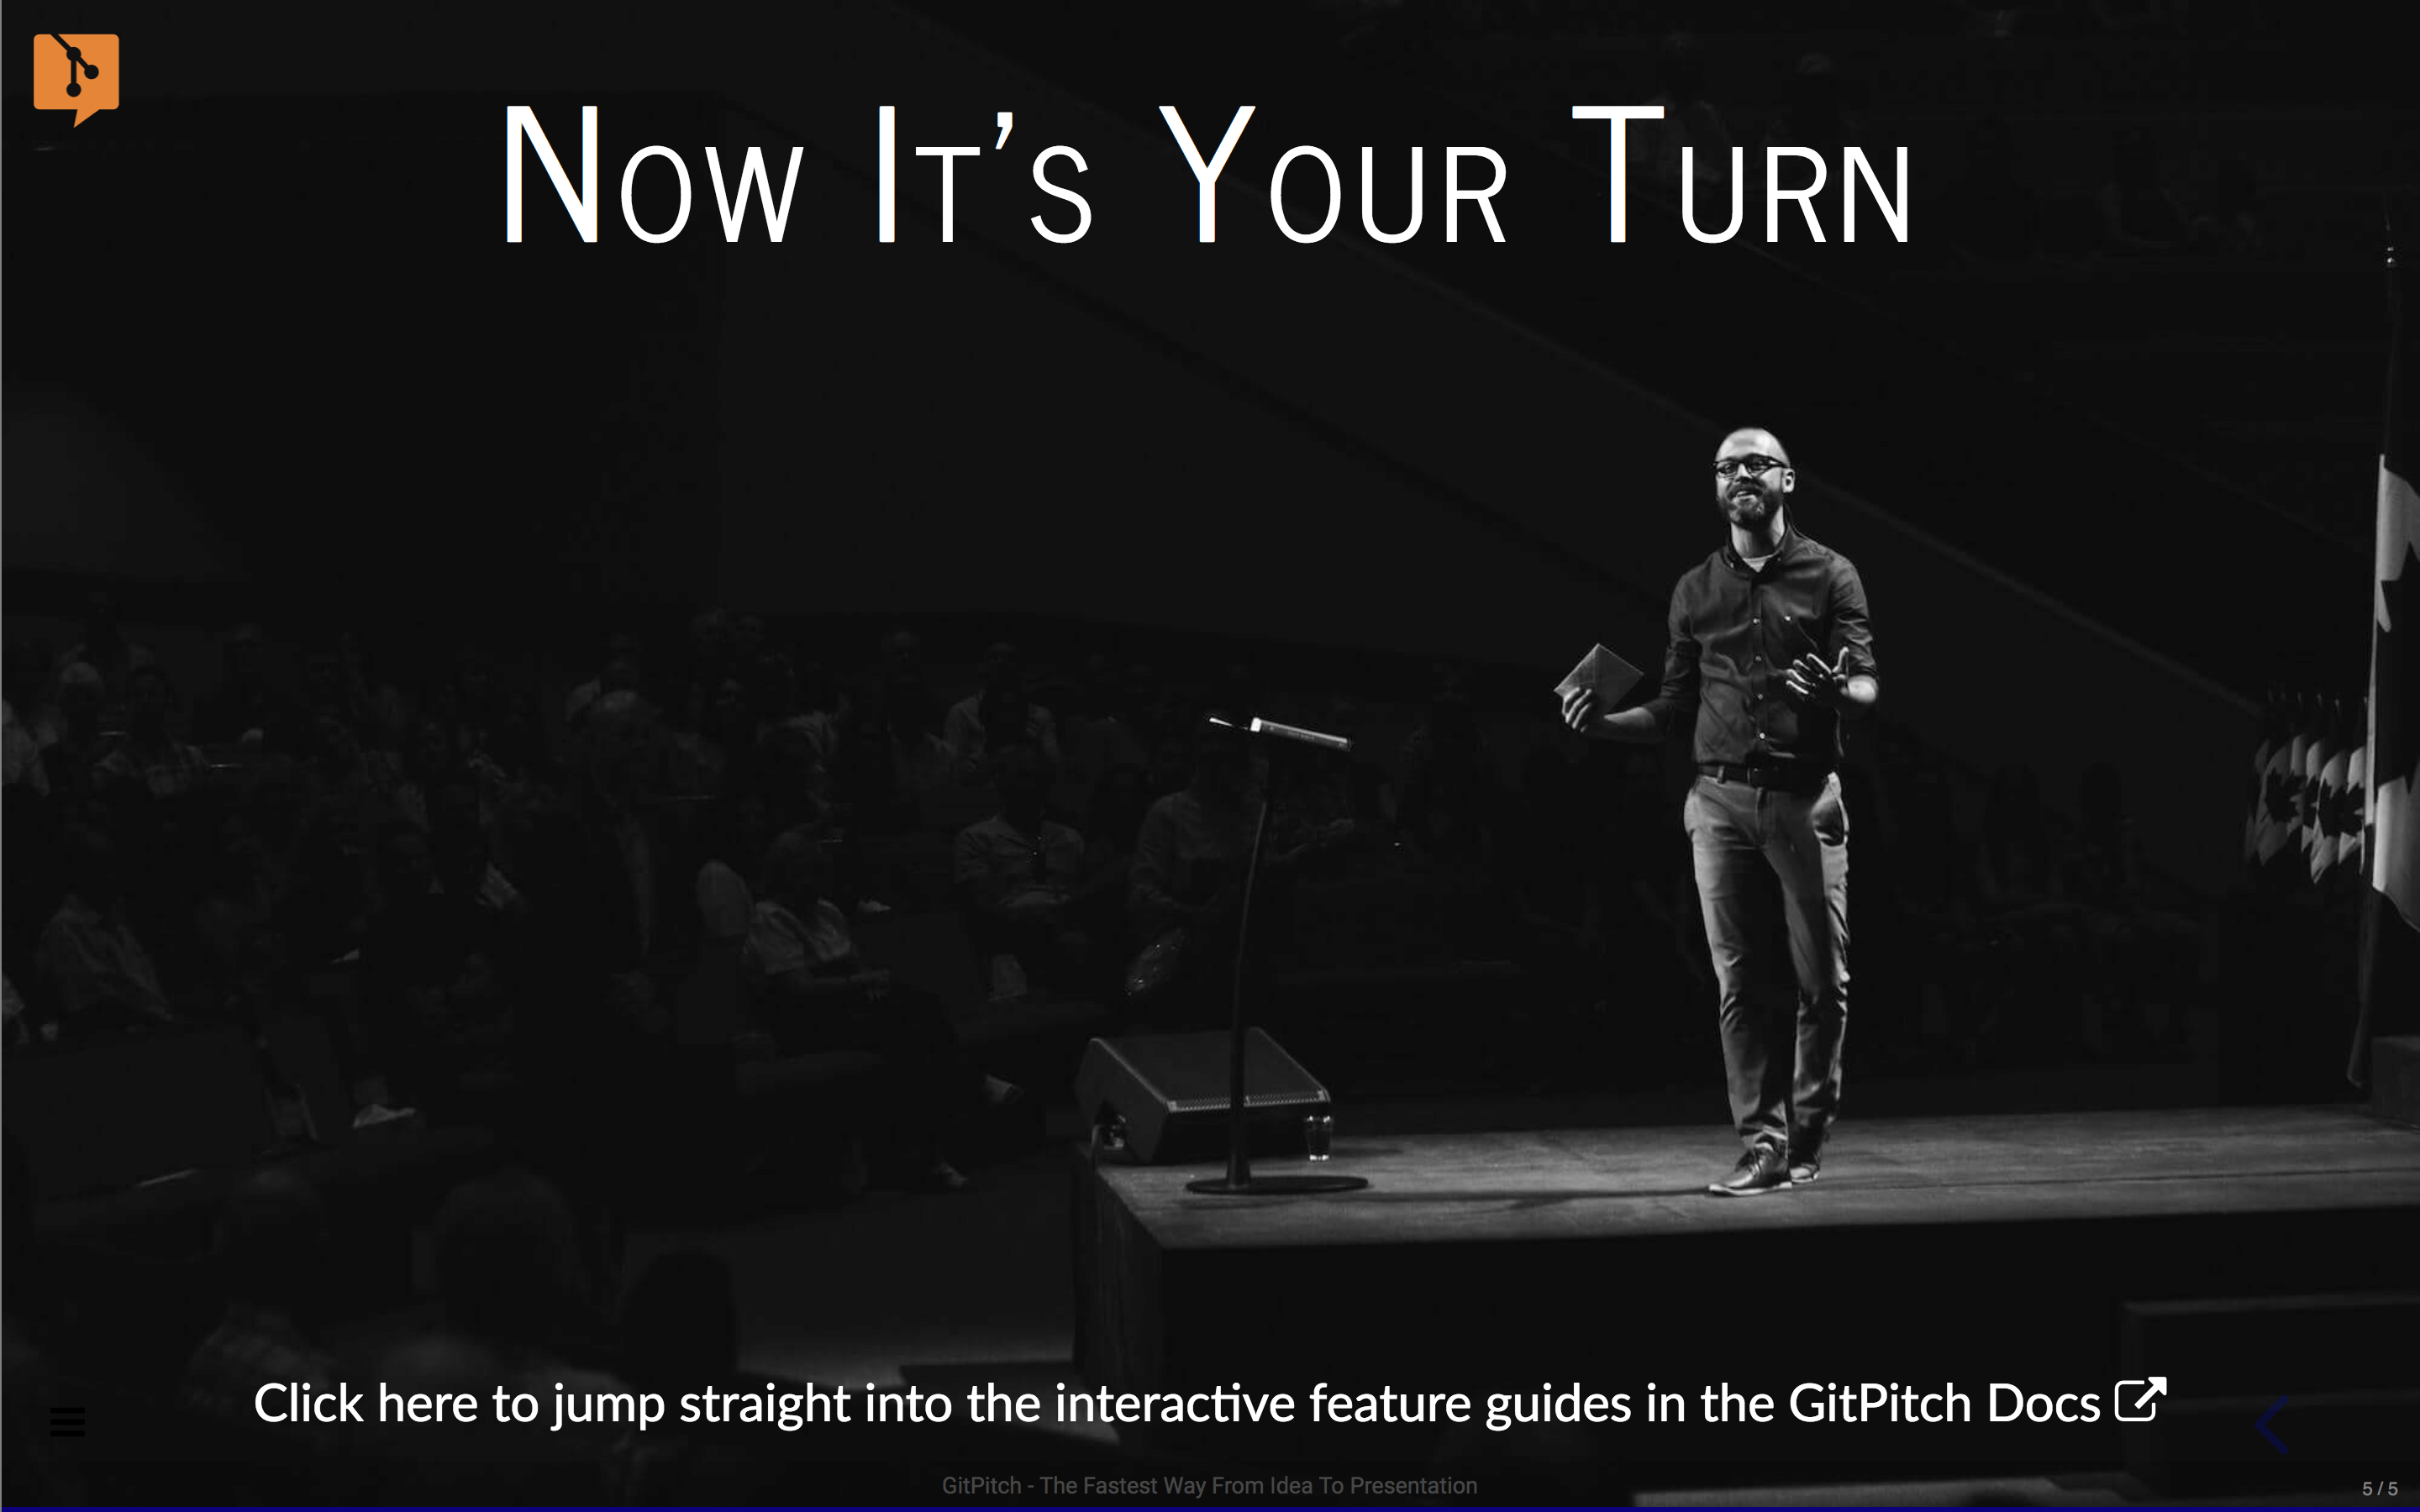 Now It’s Your Turn
Click here to jump straight into the interactive feature guides in the GitPitch Docs
GitPitch - The Fastest Way From Idea To Presentation
5 / 5